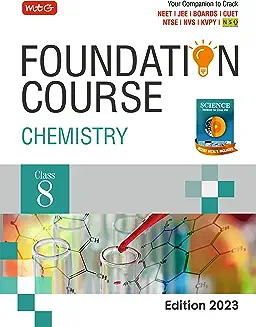 MTG
Your Companion to Crack
NEET | JEE | BOARDS | CUET
NTSE | NVS | KVPY | NSO
FOUNDATION
COURSE
CHEMISTRY
SCIENCE
Class
8
Edition 2023